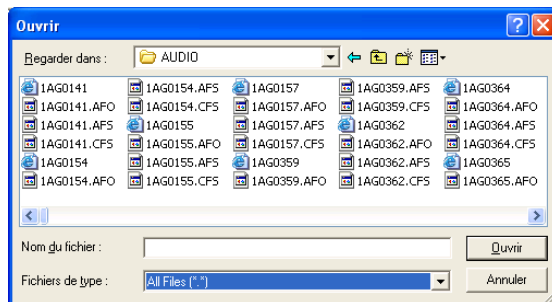 Ouvrir
Regarder dans :
AUDIO
1AG0141
1AG0141.AFO
1AG0141.AFS
1AG0141.CFS
1AG0154
1AG0154.AFO
1AG0154.AFS
1AG0154.CFS
1AG0155
1AG0155.AFO
1AG0155.AFS
1AG0155.CFS
1AG0157
1AG0157.AFO
1AG0157.AFS
1AG0157.CFS
1AG0359
1AG0359.AFO
1AG0359.AFS
1AG0359.CFS
1AG0362
1AG0362.AFO
1AG0362.AFS
1AG0362.CFS
1AG0364
1AG0364.AFO
1AG0364.AFS
1AG0364.CFS
1AG0365
1AG0365.AFO
Nom du fichier :
Ouvrir
Fichiers de type :
All Files (*.*)
Annuler